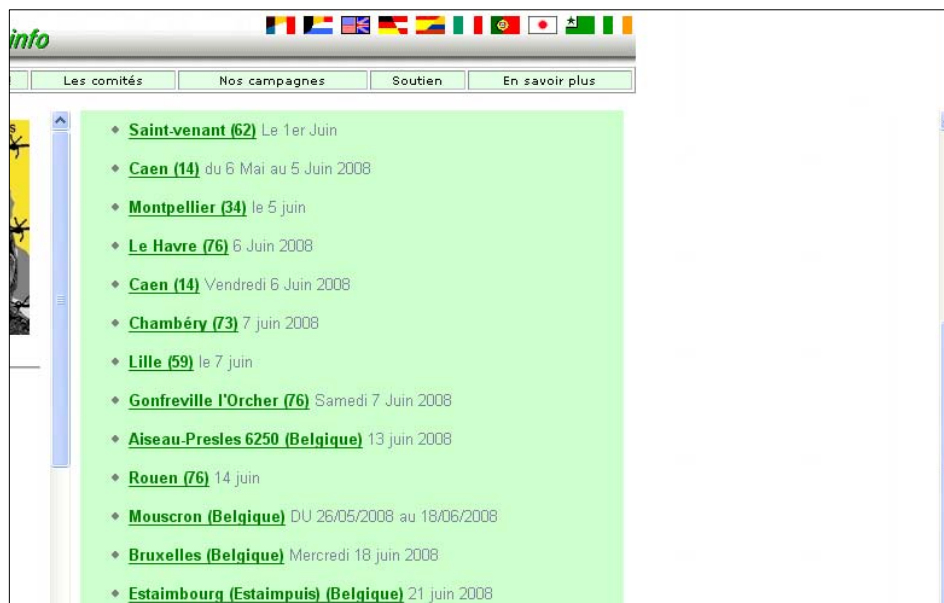 info
Les comités Nos campagnes Soutien En savoir plus
Saint-venant (62) Le 1er Juin
Caen (14) du 6 Mai au 5 Juin 2008
Montpellier (34) le 5 juin
Le Havre (76) 6 Juin 2008
Caen (14) Vendredi 6 Juin 2008
Chambéry (73) 7 juin 2008
Lille (59) le 7 juin
Gonfreville l'Orcher (76) Samedi 7 Juin 2008
Aiseau-Presles 6250 (Belgique) 13 juin 2008
Rouen (76) 14 juin
Mouscron (Belgique) DU 26/05/2008 au 18/06/2008
Bruxelles (Belgique) Mercredi 18 juin 2008
Estaimbourg (Estaimpuis) (Belgique) 21 juin 2008